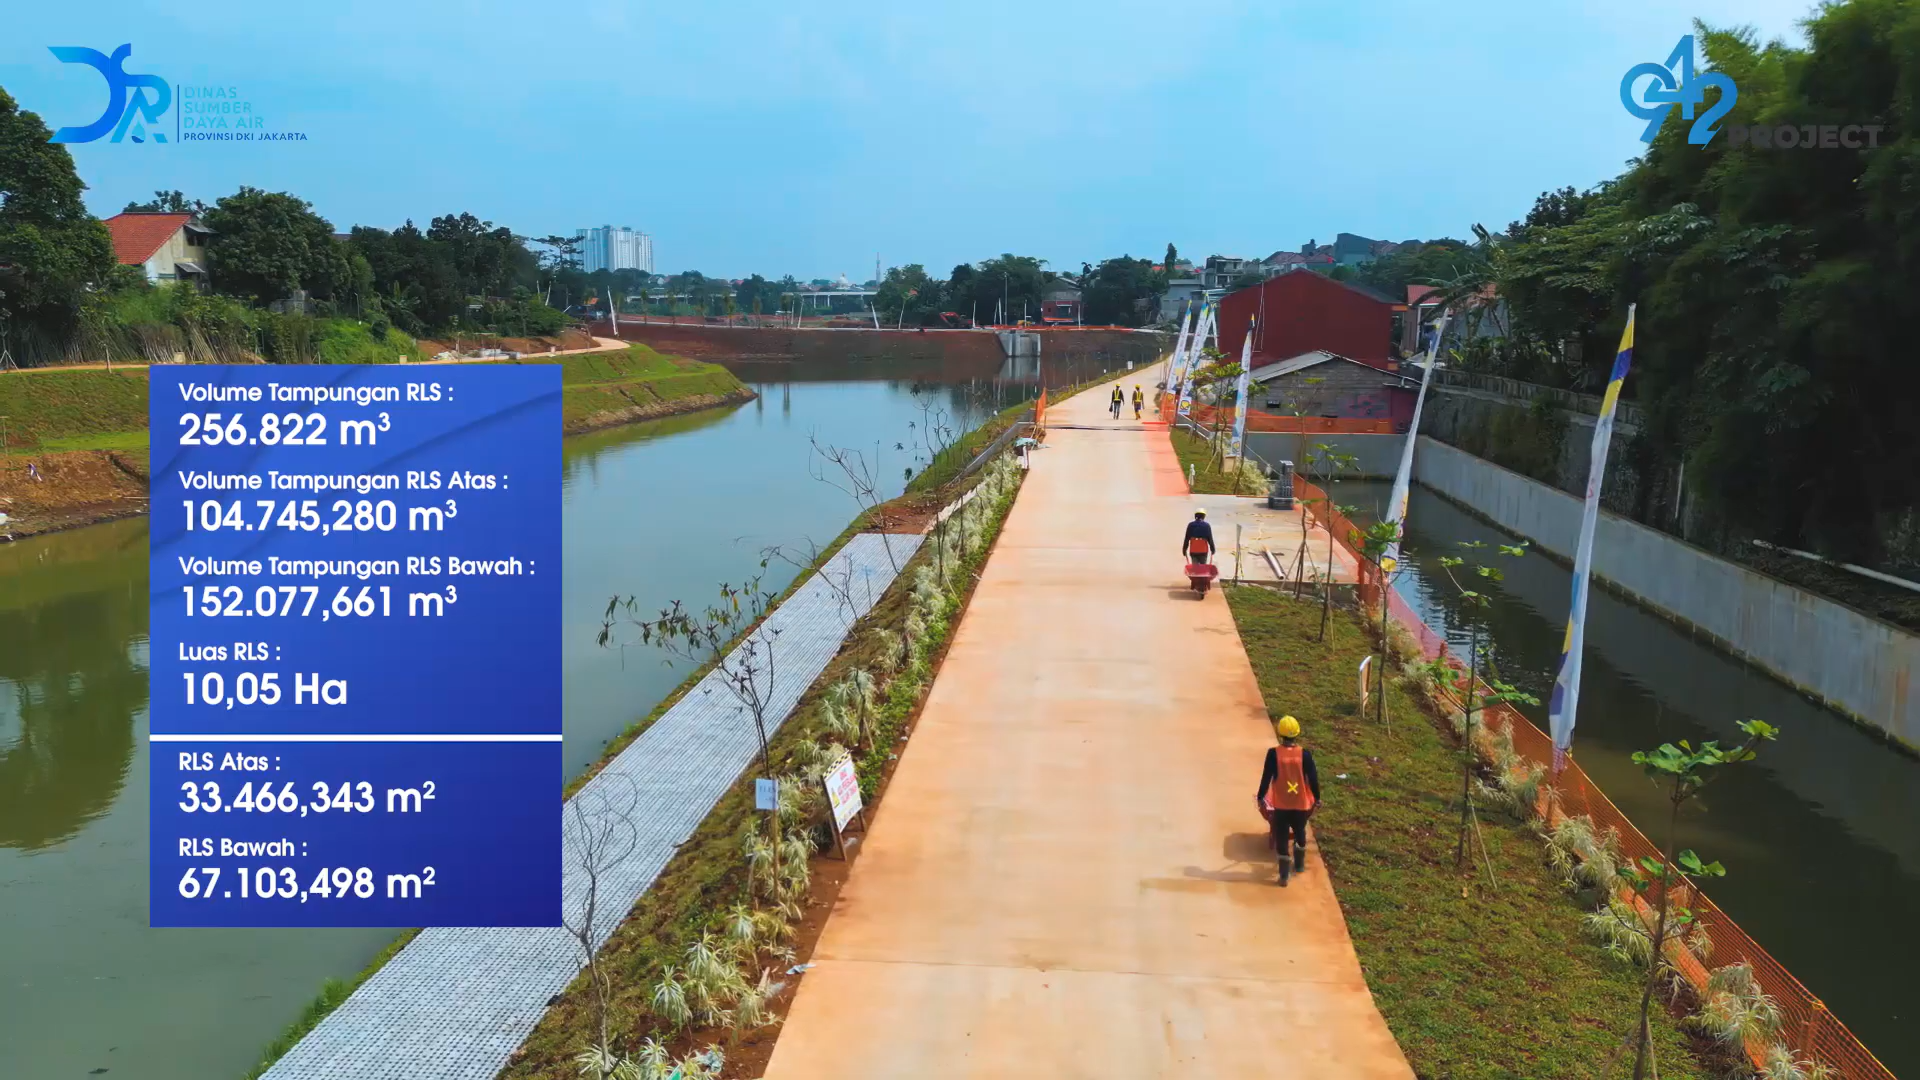 DINAS
SUMBER
DAYA AIR
PROVINSI DKI JAKARTA
942 PROJECT
Volume Tampungan RLS :
256.822 m³
Volume Tampungan RLS Atas :
104.745,280 m³
Volume Tampungan RLS Bawah :
152.077,661 m³
Luas RLS :
10,05 Ha
RLS Atas :
33.466,343 m²
RLS Bawah :
67.103,498 m²